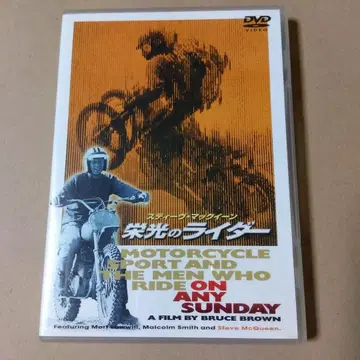 DVD
VIDEO
スティーヴ・マックィーン
栄光のライダー
MOTORCYCLE
SPORT AND
THE MEN WHO
RIDE ON
ANY
SUNDAY
A FILM BY BRUCE BROWN
Featuring Mert Lawwill, Malcolm Smith and Steve McQueen.